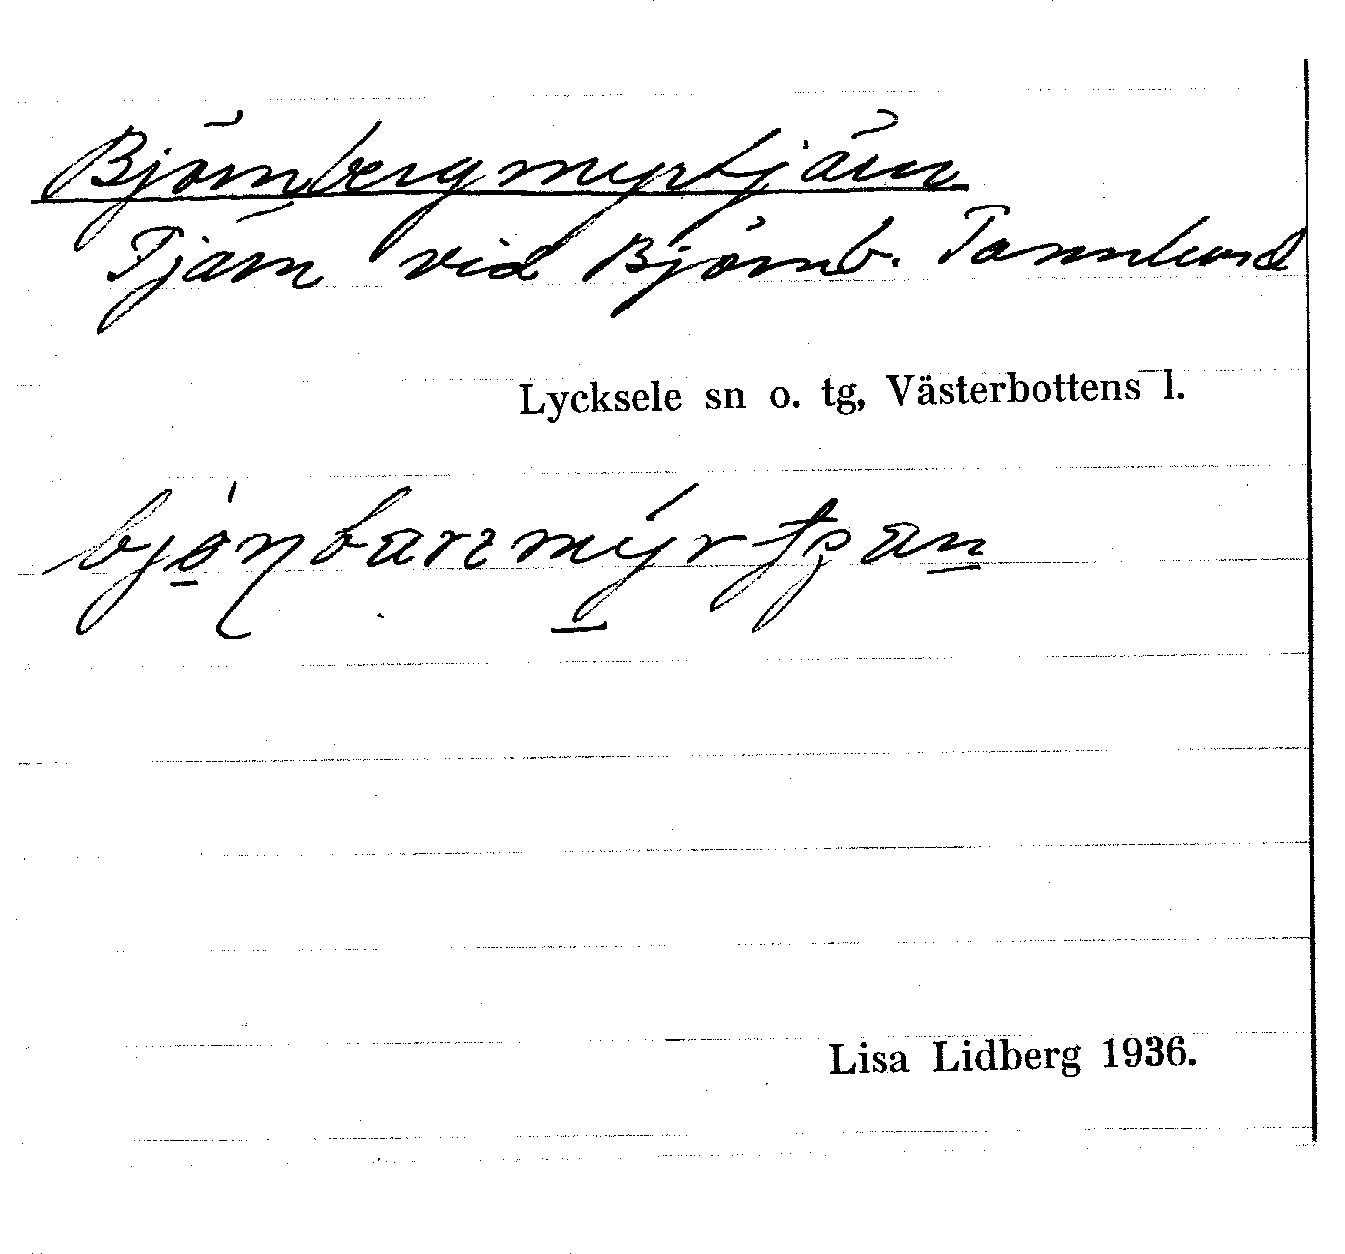 Björnbergmyrtjärn
Tjärn vid Björnb. Tannlund
Lycksele sn o. tg, Västerbottens l.
Lisa Lidberg 1936.